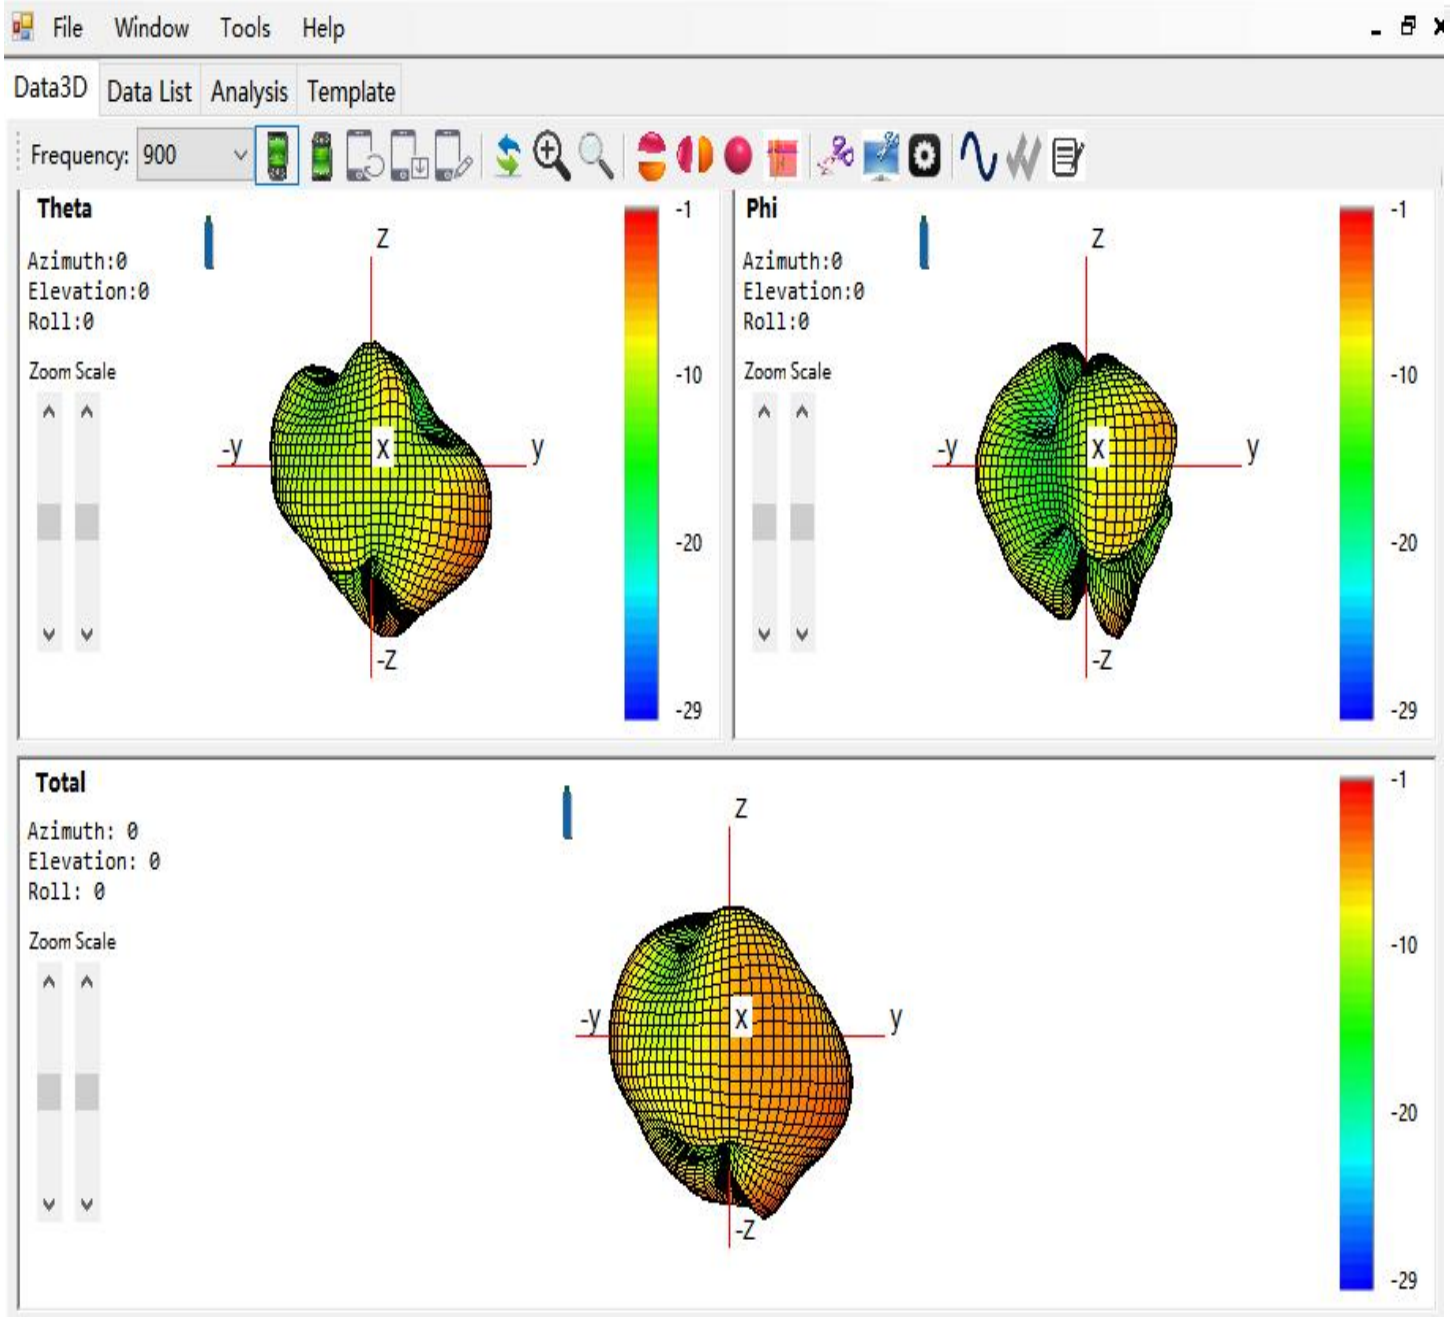 File Window Tools Help
Data3D Data List Analysis Template
Frequency: 900
Theta
Azimuth:0
Elevation:0
Roll:0
Zoom Scale
z
-y
x
y
-z
-1
-10
-20
-29
Phi
Azimuth:0
Elevation:0
Roll:0
Zoom Scale
z
-y
x
y
-z
-1
-10
-20
-29
Total
Azimuth: 0
Elevation: 0
Roll: 0
Zoom Scale
z
-y
x
y
-z
-1
-10
-20
-29